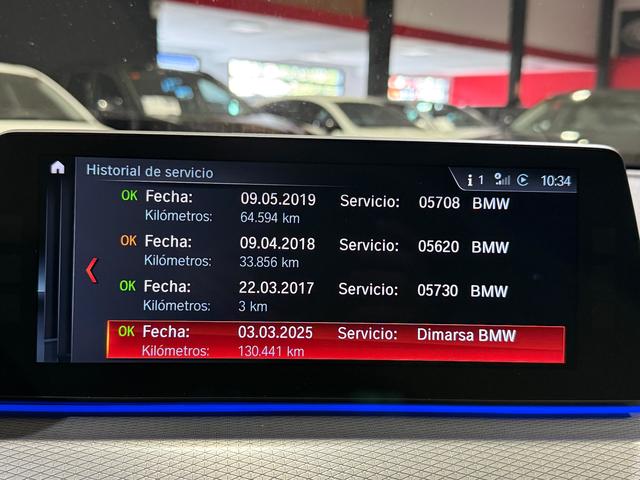 Historial de servicio
i 1 10:34
OK Fecha: 09.05.2019 Servicio: 05708 BMW
Kilómetros: 64.594 km
OK Fecha: 09.04.2018 Servicio: 05620 BMW
Kilómetros: 33.856 km
OK Fecha: 22.03.2017 Servicio: 05730 BMW
Kilómetros: 3 km
OK Fecha: 03.03.2025 Servicio: Dimarsa BMW
Kilómetros: 130.441 km